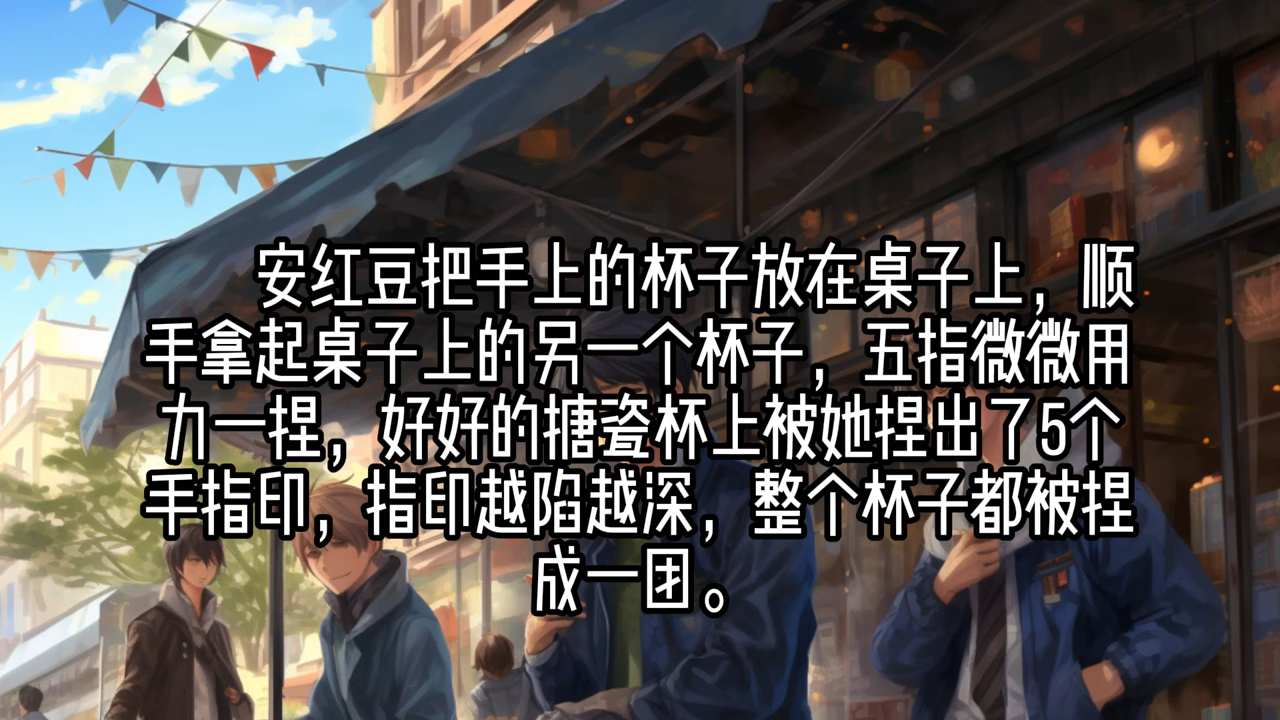 安红豆把手上的杯子放在桌子上，顺
手拿起桌子上的另一个杯子，五指微微用
力一捏，好好的搪瓷杯上被她捏出了5个
手指印，指印越陷越深，整个杯子都被捏
成一团。